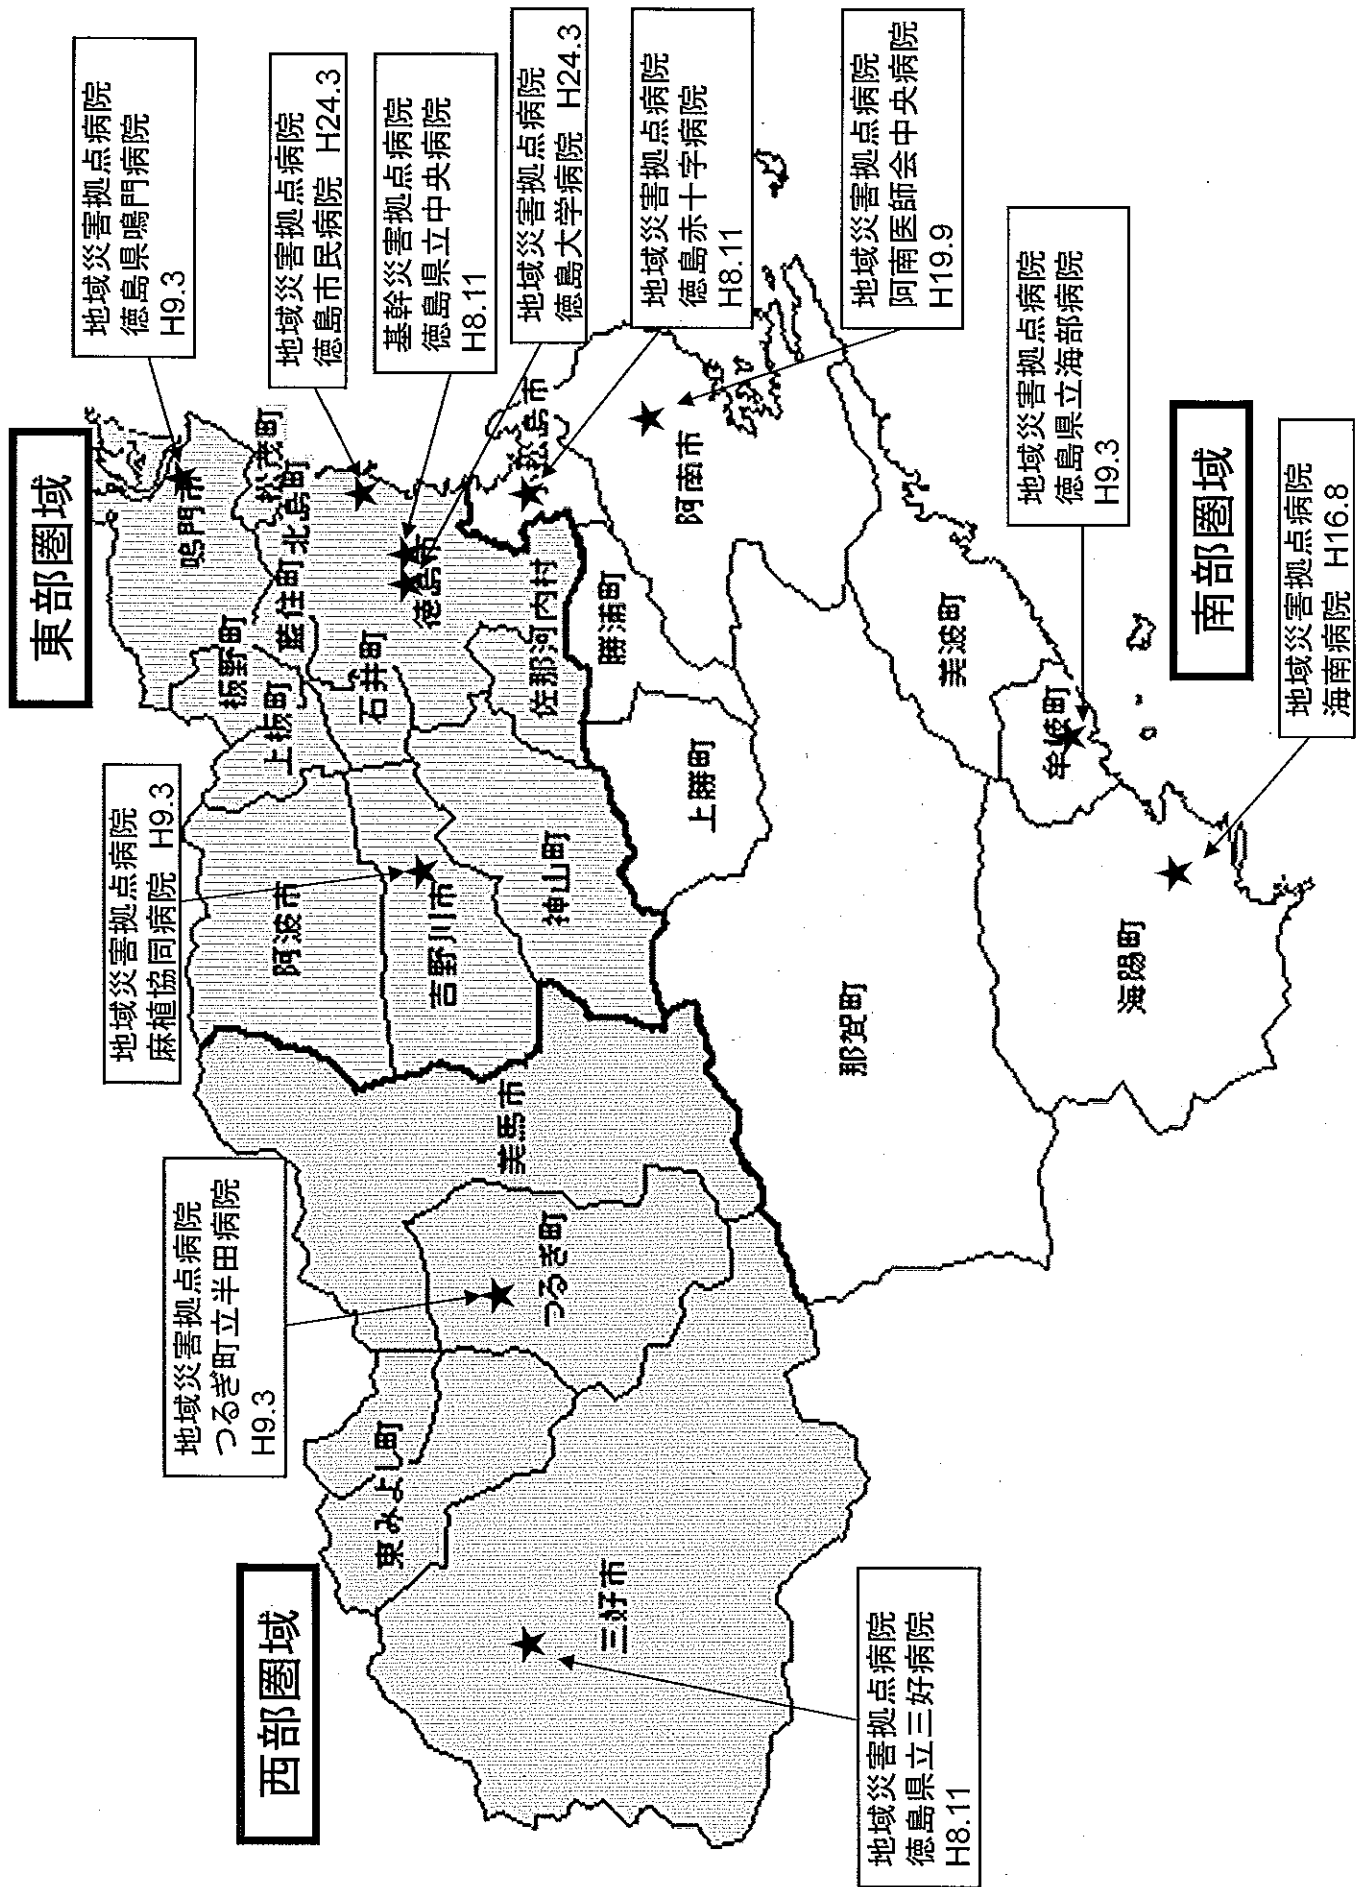 東部圏域
地域災害拠点病院
徳島県鳴門病院
H9.3
地域災害拠点病院
徳島市民病院 H24.3
基幹災害拠点病院
徳島県立中央病院
H8.11
地域災害拠点病院
徳島大学病院 H24.3
地域災害拠点病院
徳島赤十字病院
H8.11
地域災害拠点病院
阿南医師会中央病院
H19.9
地域災害拠点病院
徳島県立海部病院
H9.3
南部圏域
地域災害拠点病院
海南病院 H16.8
地域災害拠点病院
麻植協同病院 H9.3
地域災害拠点病院
つるぎ町立半田病院
H9.3
西部圏域
地域災害拠点病院
徳島県立三好病院
H8.11
鳴門市
松茂町
北島町
藍住町
板野町
上板町
石井町
徳島市
佐那河内村
阿波市
吉野川市
神山町
美馬市
つるぎ町
東みよし町
三好市
勝浦町
上勝町
阿南市
那賀町
美波町
牟岐町
海陽町